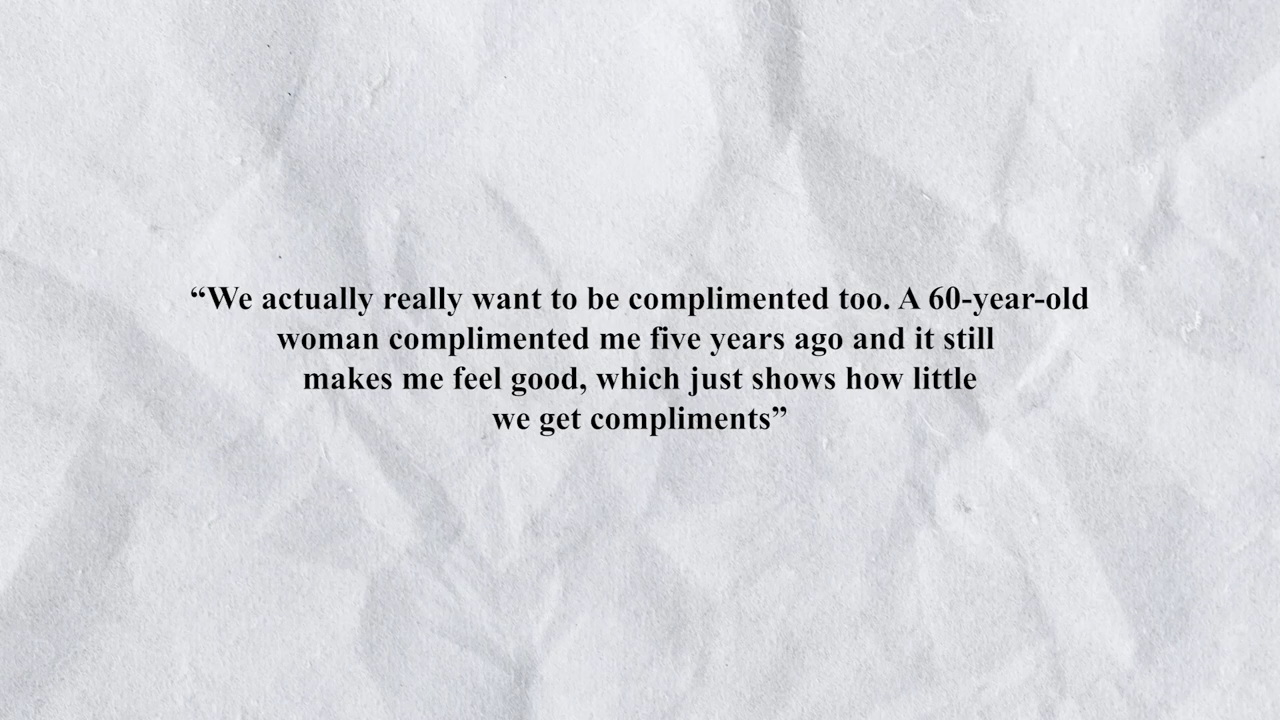 “We actually really want to be complimented too. A 60-year-old
woman complimented me five years ago and it still
makes me feel good, which just shows how little
we get compliments”